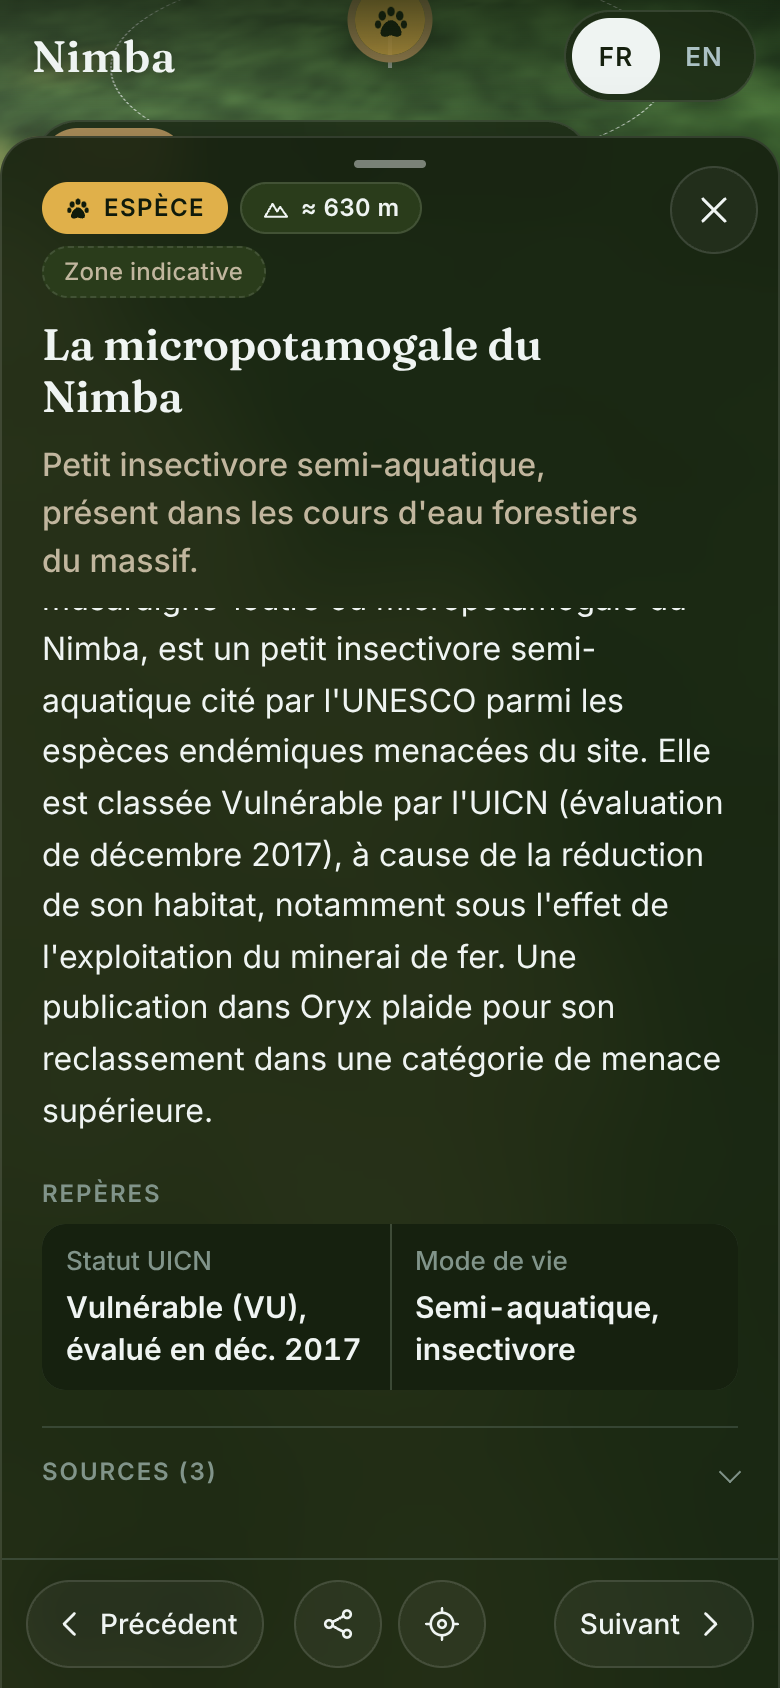 Nimba
FR EN
ESPÈCE
≈ 630 m
Zone indicative
La micropotamogale du
Nimba
Petit insectivore semi-aquatique,
présent dans les cours d'eau forestiers
du massif.
Nimba, est un petit insectivore semi-
aquatique cité par l'UNESCO parmi les
espèces endémiques menacées du site. Elle
est classée Vulnérable par l'UICN (évaluation
de décembre 2017), à cause de la réduction
de son habitat, notamment sous l'effet de
l'exploitation du minerai de fer. Une
publication dans Oryx plaide pour son
reclassement dans une catégorie de menace
supérieure.
REPÈRES
Statut UICN
Vulnérable (VU),
évalué en déc. 2017
Mode de vie
Semi-aquatique,
insectivore
SOURCES (3)
Précédent
Suivant